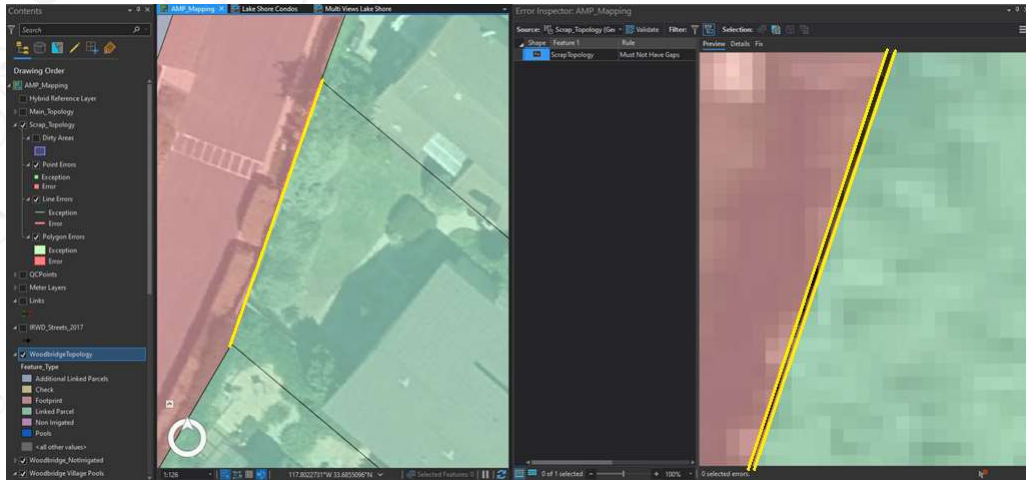 Contents
Search
Drawing Order
AMP_Mapping
Hybrid Reference Layer
Main_Topology
Scrap_Topology
Dirty Areas
Point Errors
Exception
Error
Line Errors
Exception
Error
Polygon Errors
Exception
Error
QCPoints
Meter Layers
Links
IRWD_Streets_2017
WoodbridgeTopology
Feature_Type
Additional Linked Parcels
Check
Footprint
Linked Parcel
Non Irrigated
Pools
<all other values>
Woodbridge_NotIrrigated
Woodbridge Village Pools
AMP_Mapping
Lake Shore Condos
Multi Views Lake Shore
1:126
117.8022731°W 33.6855096°N
Selected Features: 0
Error Inspector: AMP_Mapping
Source: Scrap_Topology (Geo
Validate
Filter:
Selection:
Shape Feature 1 Rule
ScrapTopology Must Not Have Gaps
Preview Details Fix
0 of 1 selected
100%
0 selected errors